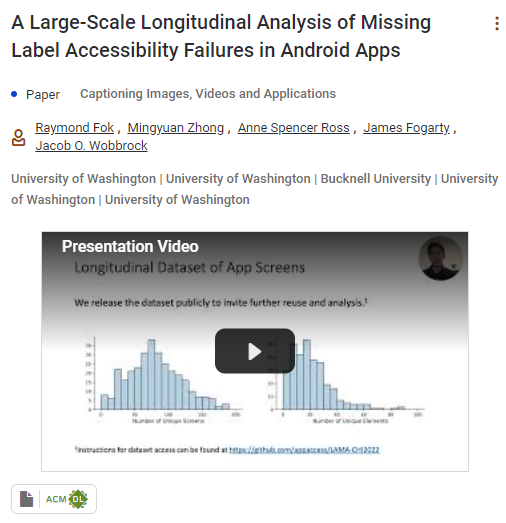 A Large-Scale Longitudinal Analysis of Missing
Label Accessibility Failures in Android Apps
Paper Captioning Images, Videos and Applications
Raymond Fok , Mingyuan Zhong , Anne Spencer Ross , James Fogarty ,
Jacob O. Wobbrock
University of Washington | University of Washington | Bucknell University | University
of Washington | University of Washington
Presentation Video
Longitudinal Dataset of App Screens
We release the dataset publicly to invite further reuse and analysis.¹
Number of Unique Screens
Number of Unique Elements
¹Instructions for dataset access can be found at https://github.com/appaccess/LAMA-CHI2022
ACM DL